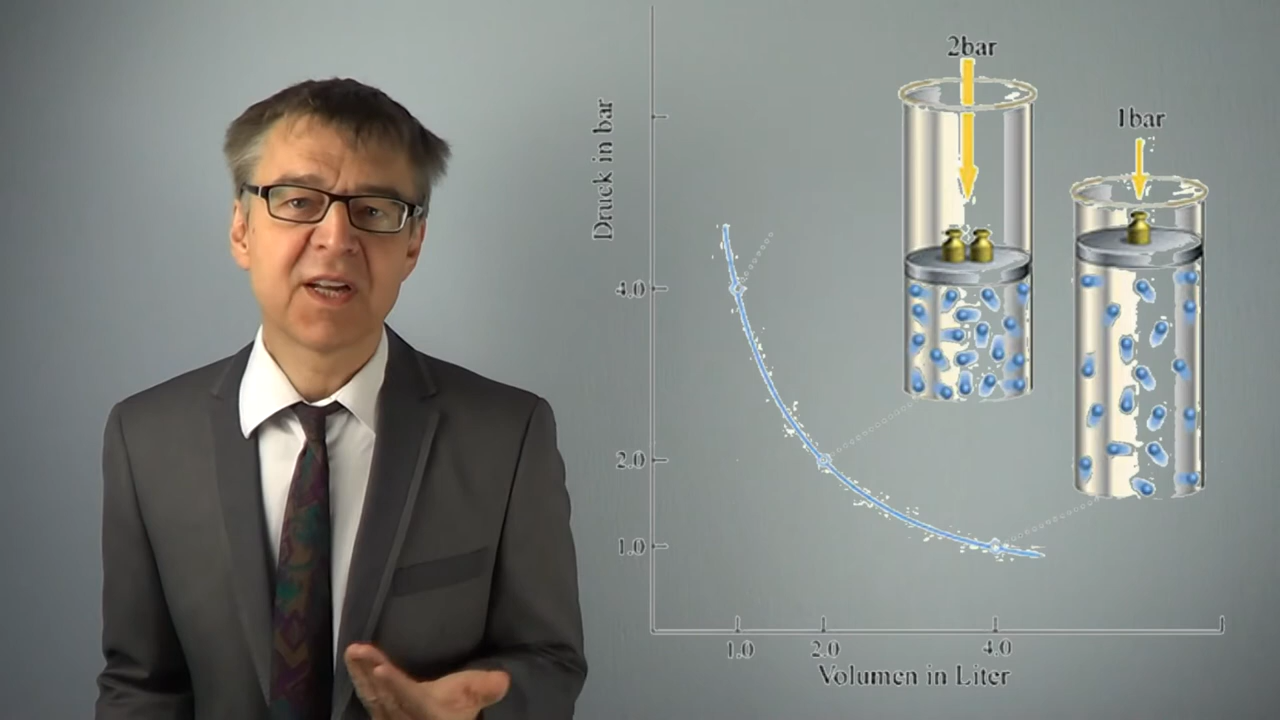 2bar
1bar
Druck in bar
4.0
2.0
1.0
1.0 2.0 4.0
Volumen in Liter